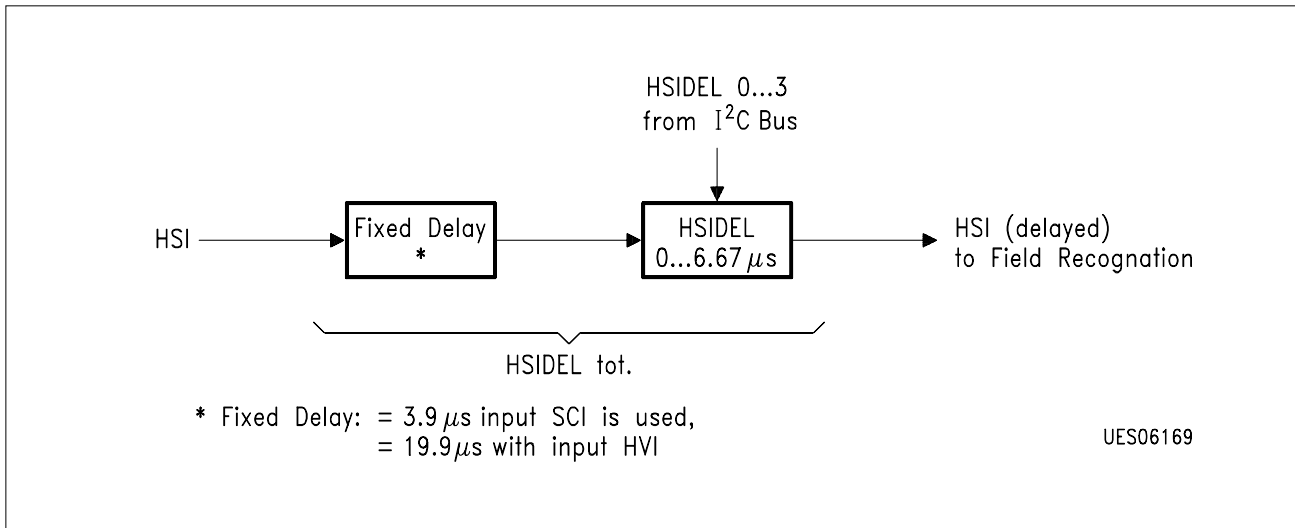 HSIDEL 0...3
from I²C Bus
HSI
Fixed Delay
*
HSIDEL
0...6.67 μs
HSI (delayed)
to Field Recognation
HSIDEL tot.
* Fixed Delay: = 3.9 μs input SCI is used,
= 19.9 μs with input HVI
UES06169